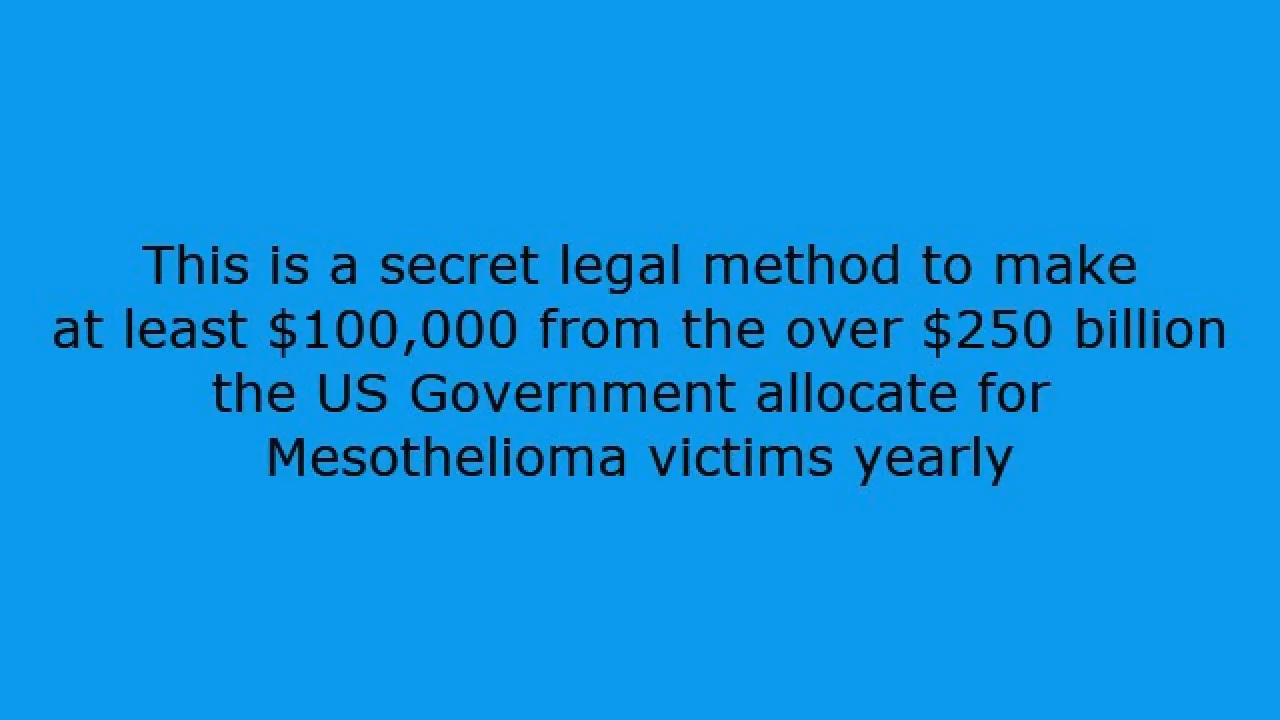 This is a secret legal method to make
at least $100,000 from the over $250 billion
the US Government allocate for
Mesothelioma victims yearly